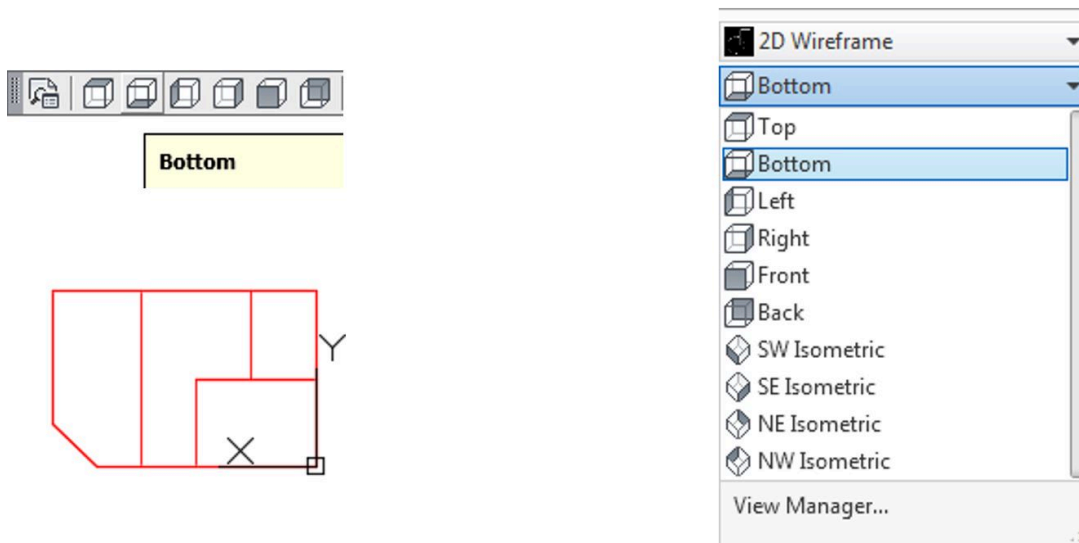 Bottom
Y
X
2D Wireframe
Bottom
Top
Bottom
Left
Right
Front
Back
SW Isometric
SE Isometric
NE Isometric
NW Isometric
View Manager...